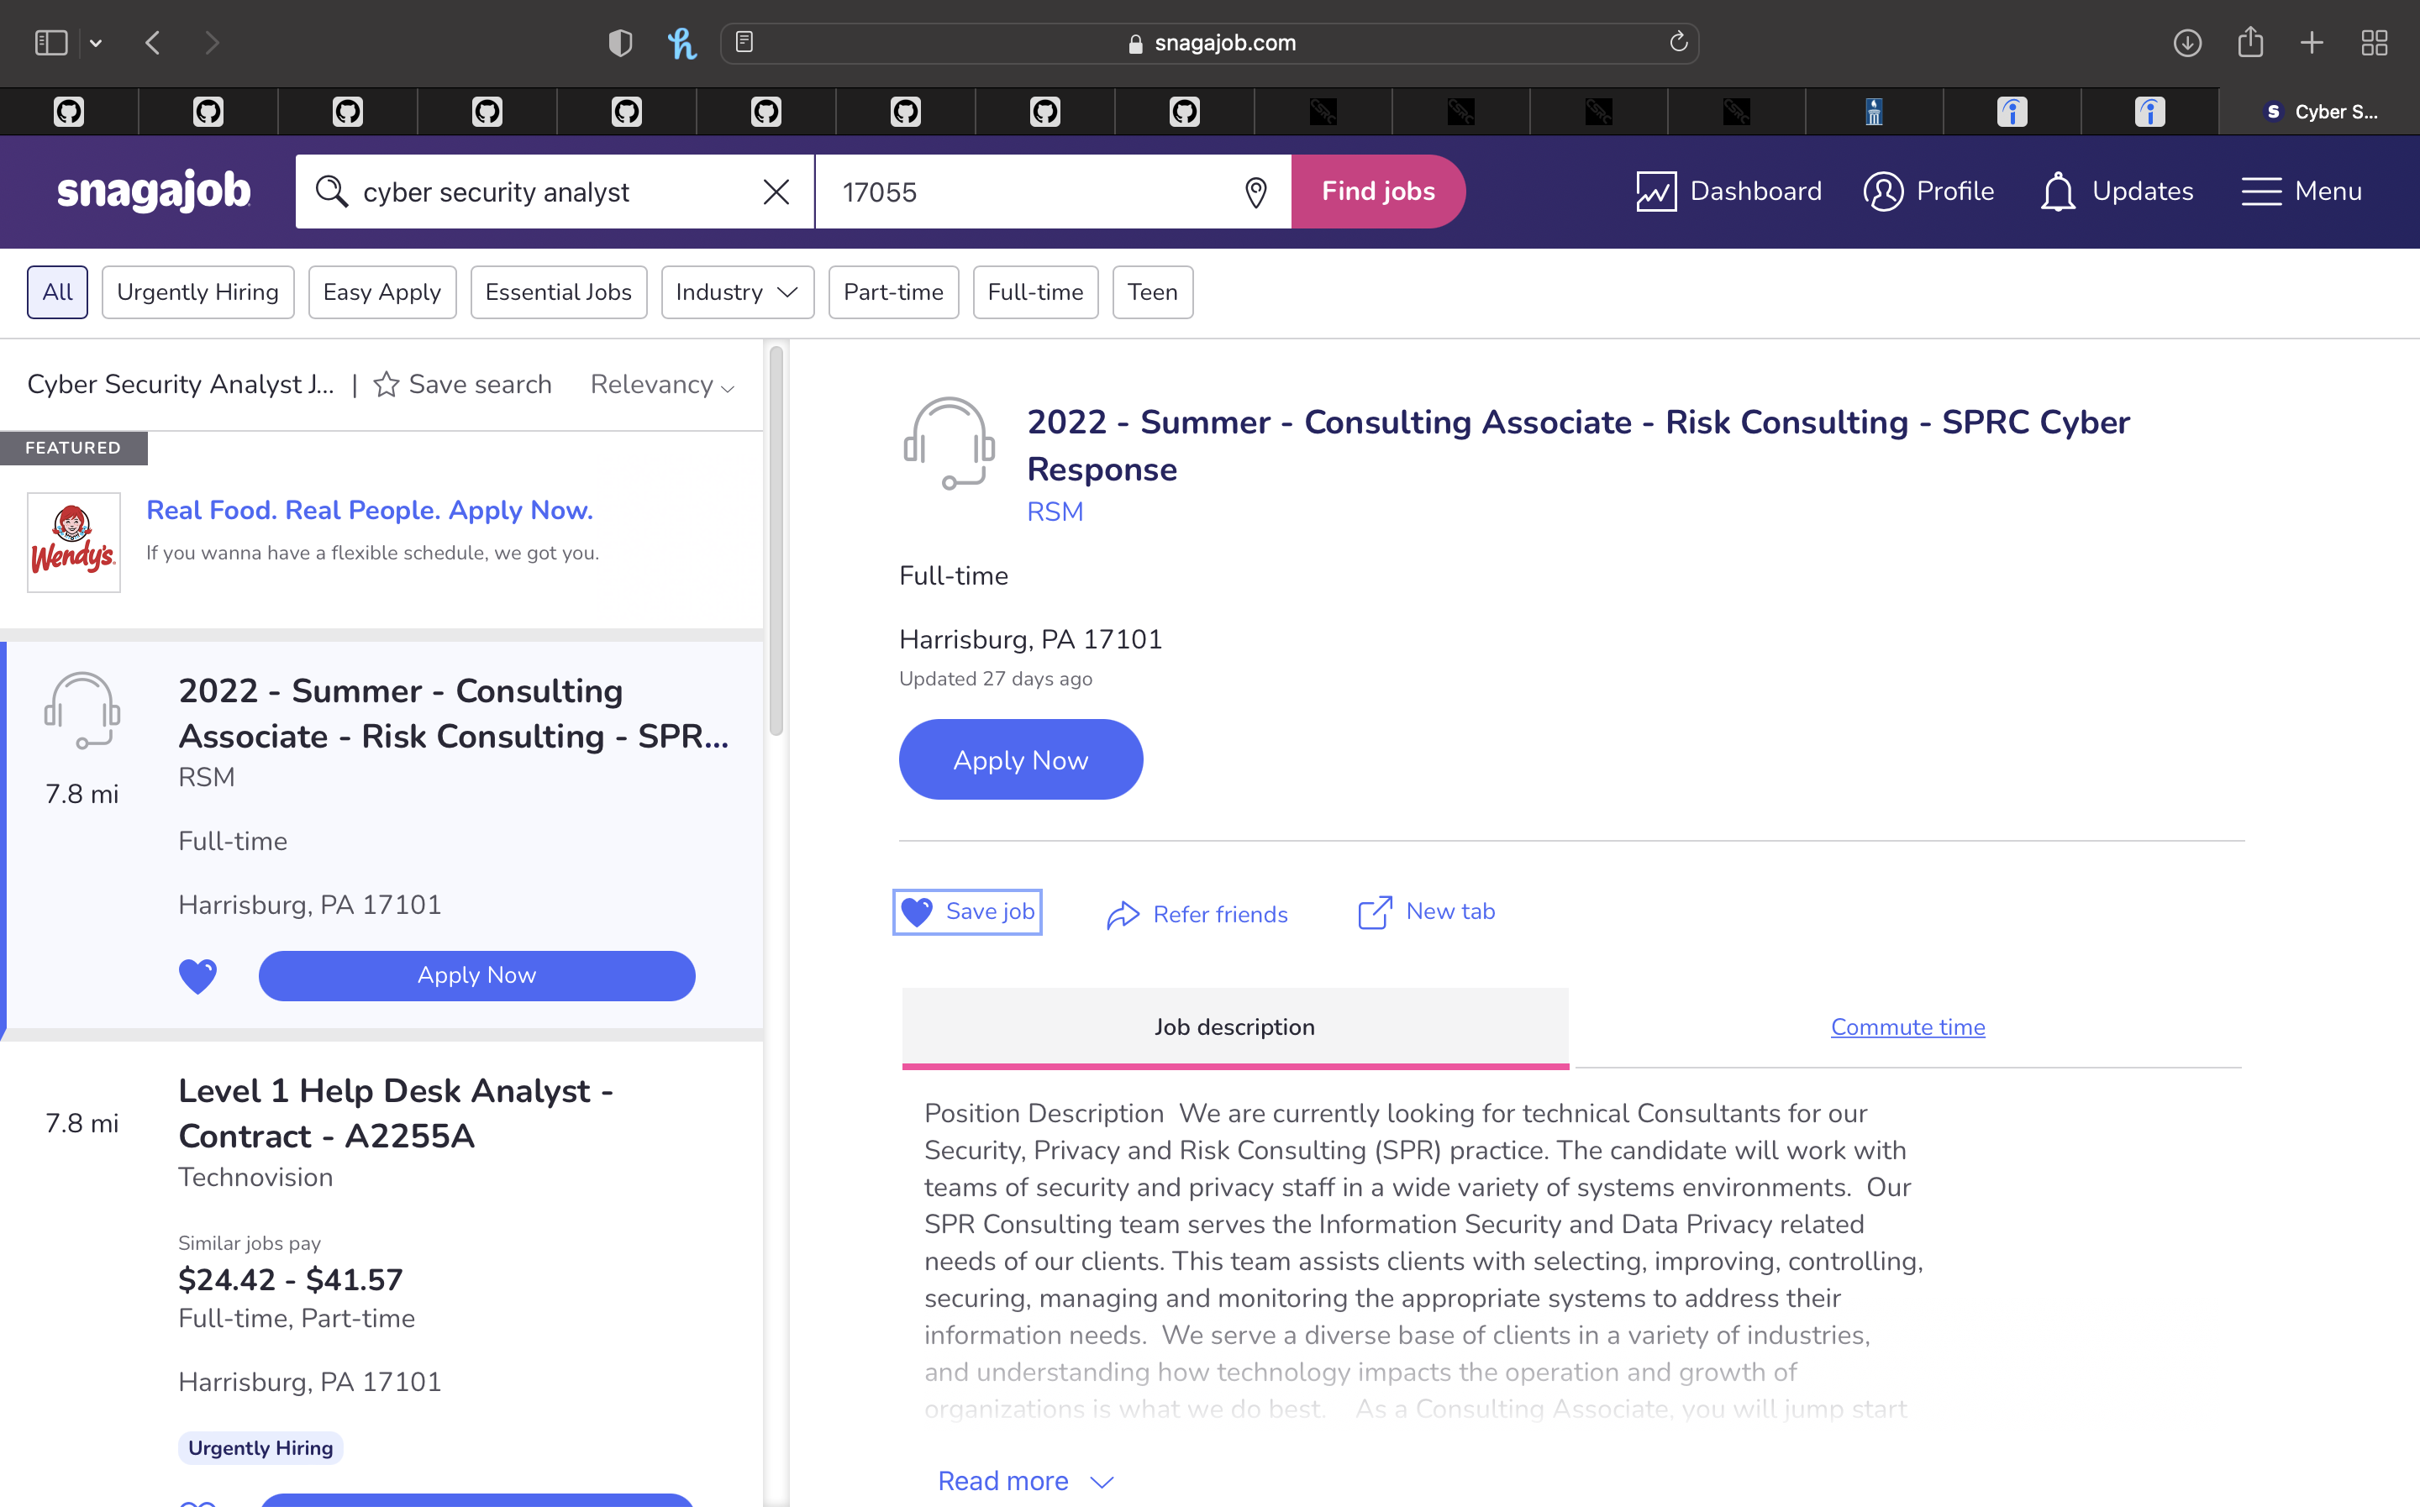 snagajob.com
Cyber S...
snagajob
cyber security analyst
17055
Find jobs
Dashboard
Profile
Updates
Menu
All
Urgently Hiring
Easy Apply
Essential Jobs
Industry
Part-time
Full-time
Teen
Cyber Security Analyst J... | Save search
Relevancy
FEATURED
Wendy's
Real Food. Real People. Apply Now.
If you wanna have a flexible schedule, we got you.
2022 - Summer - Consulting
Associate - Risk Consulting - SPR...
RSM
7.8 mi
Full-time
Harrisburg, PA 17101
Apply Now
Level 1 Help Desk Analyst -
Contract - A2255A
7.8 mi
Technovision
Similar jobs pay
$24.42 - $41.57
Full-time, Part-time
Harrisburg, PA 17101
Urgently Hiring
2022 - Summer - Consulting Associate - Risk Consulting - SPRC Cyber
Response
RSM
Full-time
Harrisburg, PA 17101
Updated 27 days ago
Apply Now
Save job
Refer friends
New tab
Job description
Commute time
Position Description  We are currently looking for technical Consultants for our
Security, Privacy and Risk Consulting (SPR) practice. The candidate will work with
teams of security and privacy staff in a wide variety of systems environments.  Our
SPR Consulting team serves the Information Security and Data Privacy related
needs of our clients. This team assists clients with selecting, improving, controlling,
securing, managing and monitoring the appropriate systems to address their
information needs.  We serve a diverse base of clients in a variety of industries,
and understanding how technology impacts the operation and growth of
organizations is what we do best.    As a Consulting Associate, you will jump start
Read more